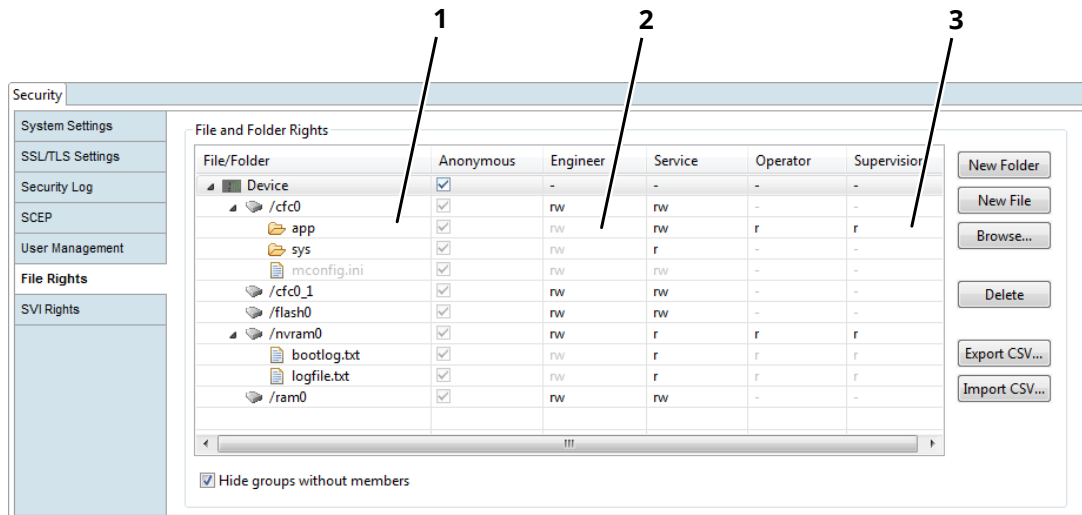 1 2 3
Security
System Settings
SSL/TLS Settings
Security Log
SCEP
User Management
File Rights
SVI Rights
File and Folder Rights
File/Folder Anonymous Engineer Service Operator Supervision
Device - - - -
/cfc0 rw rw - -
app rw rw r r
sys rw r - -
mconfig.ini rw rw - -
/cfc0_1 rw rw - -
/flash0 rw rw - -
/nvram0 rw r r r
bootlog.txt rw r r r
logfile.txt rw r r r
/ram0 rw rw - -
Hide groups without members
New Folder
New File
Browse...
Delete
Export CSV...
Import CSV...